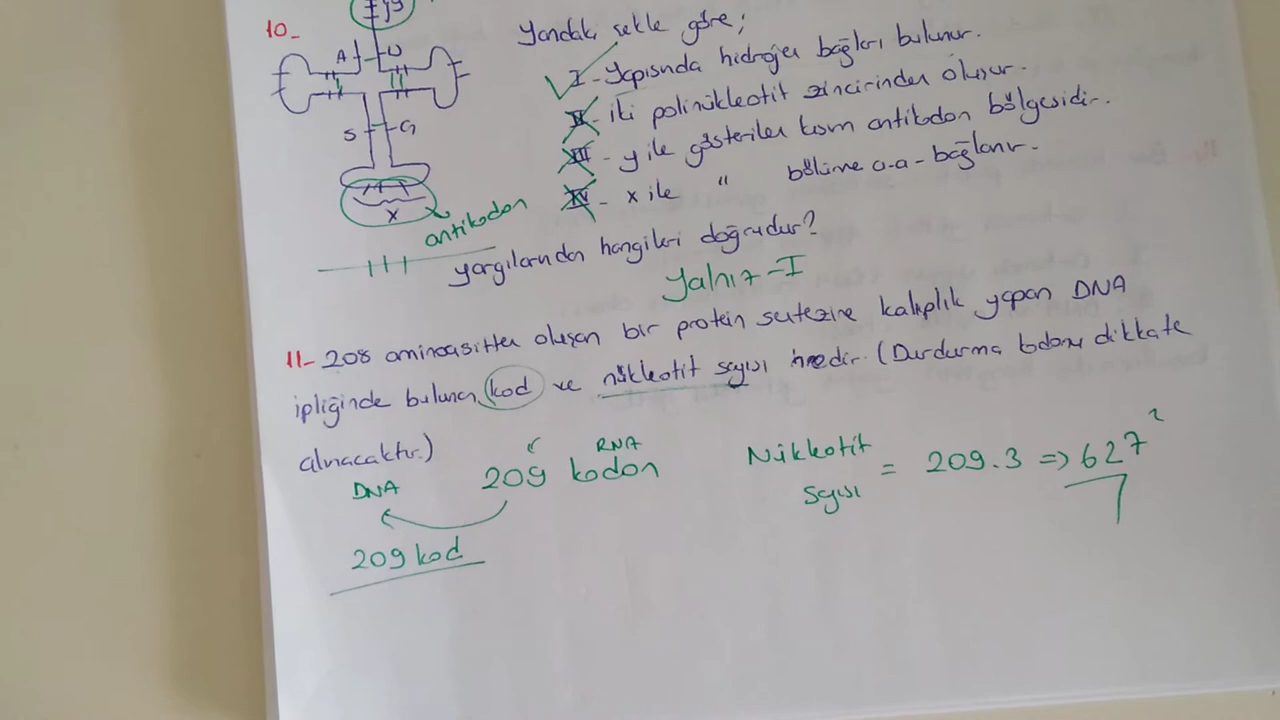 10_
y
A U
S G
x
antikodon
Yandaki şekle göre;
I - Yapısında hidrojen bağları bulunur.
II - iki polinükleotit zincirinden oluşur.
III - y ile gösterilen kısım antikodon bölgesidir.
IV - x ile " bölüme a.a - bağlanır.
yargılarından hangileri doğrudur?
Yalnız - I
11- 208 aminoasitten oluşan bir protein sentezine kalıplık yapan DNA
ipliğinde bulunan kod ve nükleotit sayısı nedir. (Durdurma kodonu dikkate
alınacaktır.)
DNA 209 kodon RNA
209 kod
Nükleotit
sayısı = 209.3 => 627